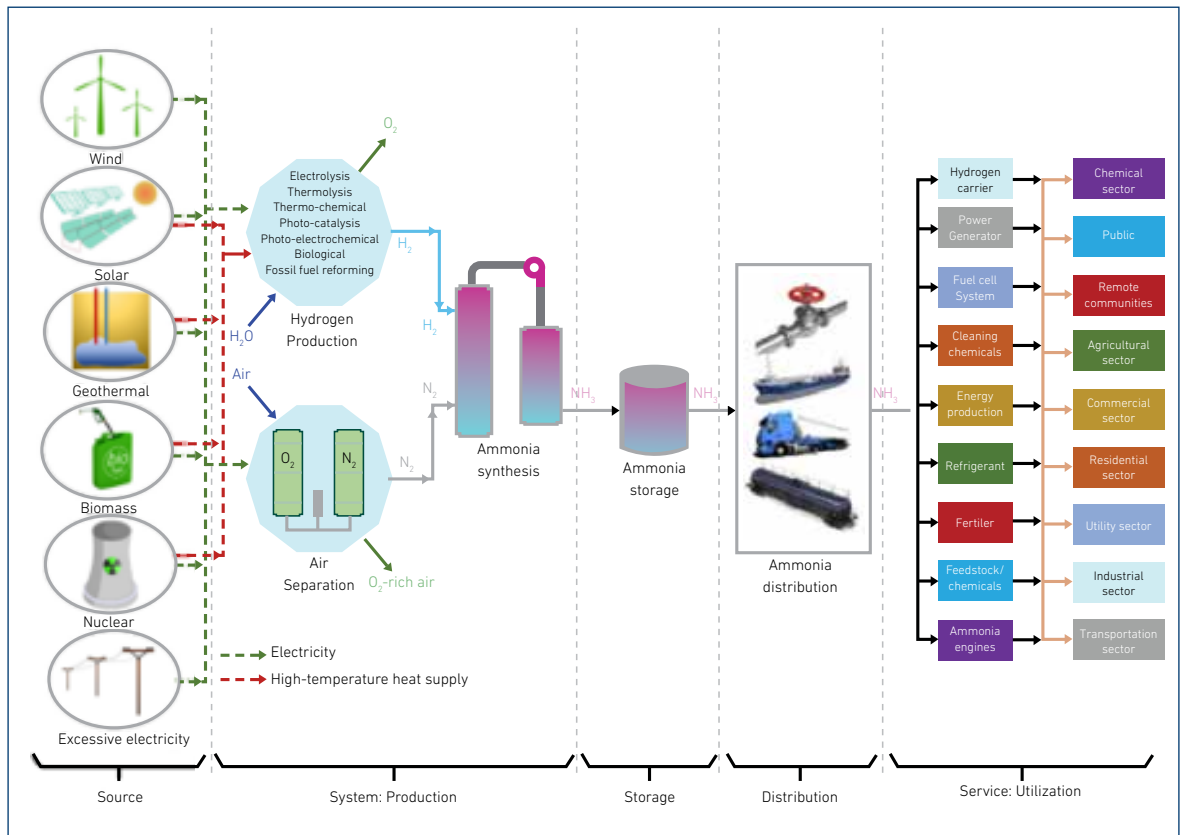 Wind
Solar
Geothermal
bio
Biomass
Nuclear
Excessive electricity
O₂
Electrolysis
Thermolysis
Thermo-chemical
Photo-catalysis
Photo-electrochemical
Biological
Fossil fuel reforming
H₂
H₂O
Hydrogen
Production
H₂
Air
N₂
O₂
N₂
N₂
Air
Separation
O₂-rich air
Electricity
High-temperature heat supply
Ammonia
synthesis
NH₃
Ammonia
storage
NH₃
Ammonia
distribution
NH₃
Hydrogen
carrier
Power
Generator
Fuel cell
System
Cleaning
chemicals
Energy
production
Refrigerant
Fertiler
Feedstock/
chemicals
Ammonia
engines
Chemical
sector
Public
Remote
communities
Agricultural
sector
Commercial
sector
Residential
sector
Utility sector
Industrial
sector
Transportation
sector
Source
System: Production
Storage
Distribution
Service: Utilization